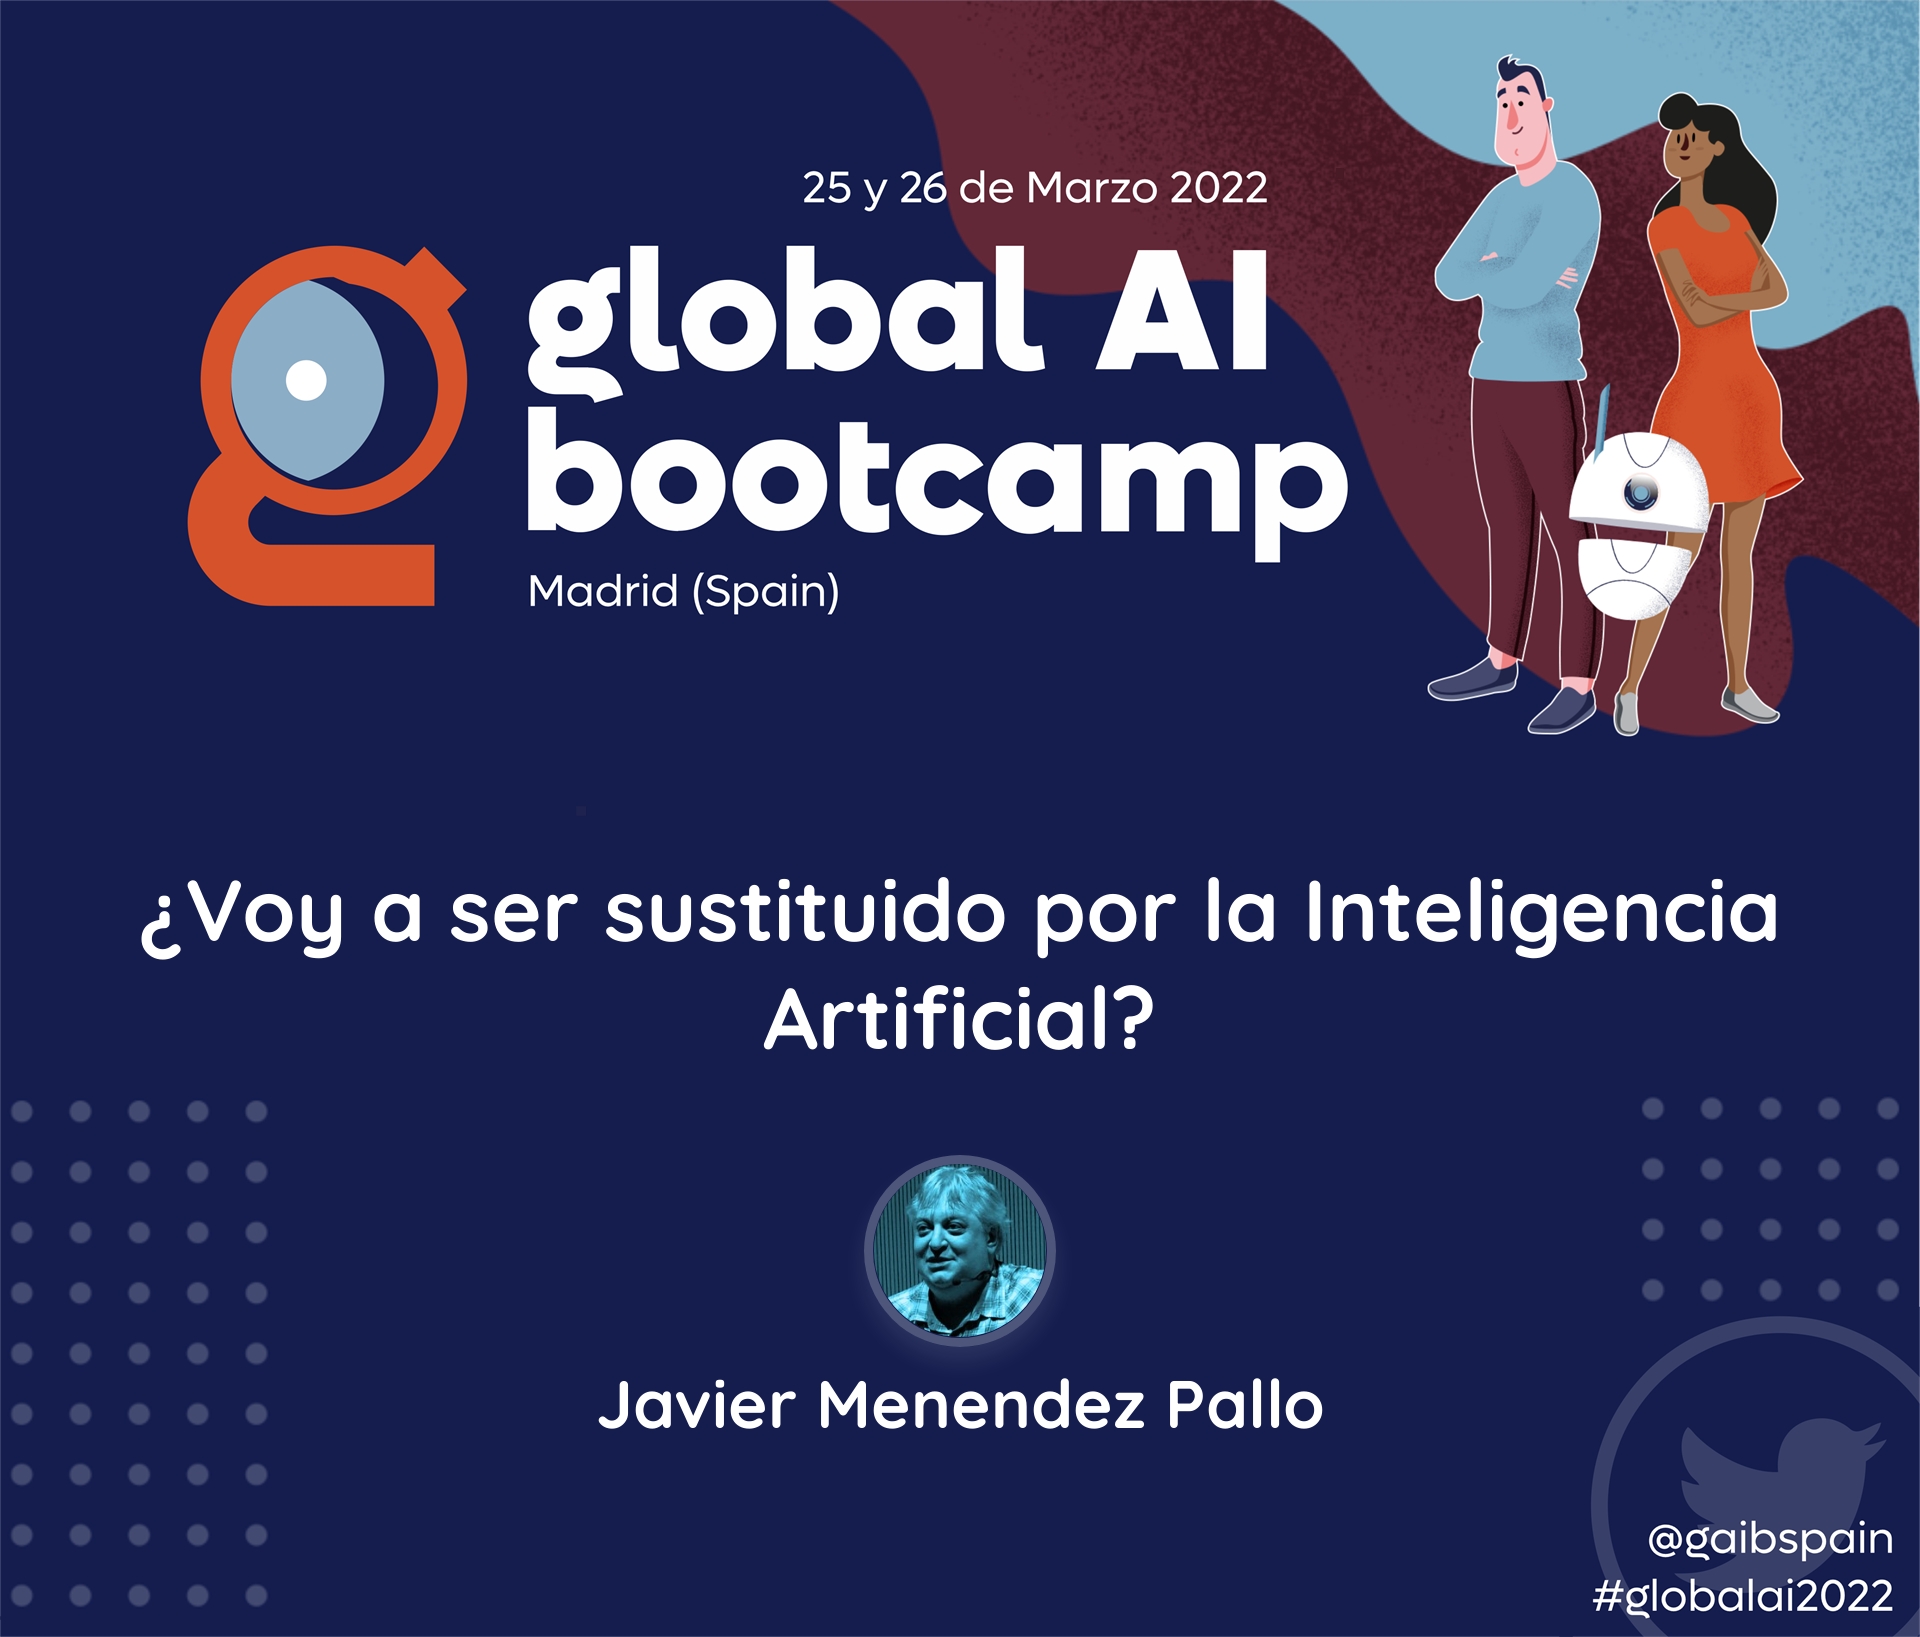 25 y 26 de Marzo 2022
global AI
bootcamp
Madrid (Spain)
¿Voy a ser sustituido por la Inteligencia
Artificial?
Javier Menendez Pallo
@gaibspain
#globalai2022